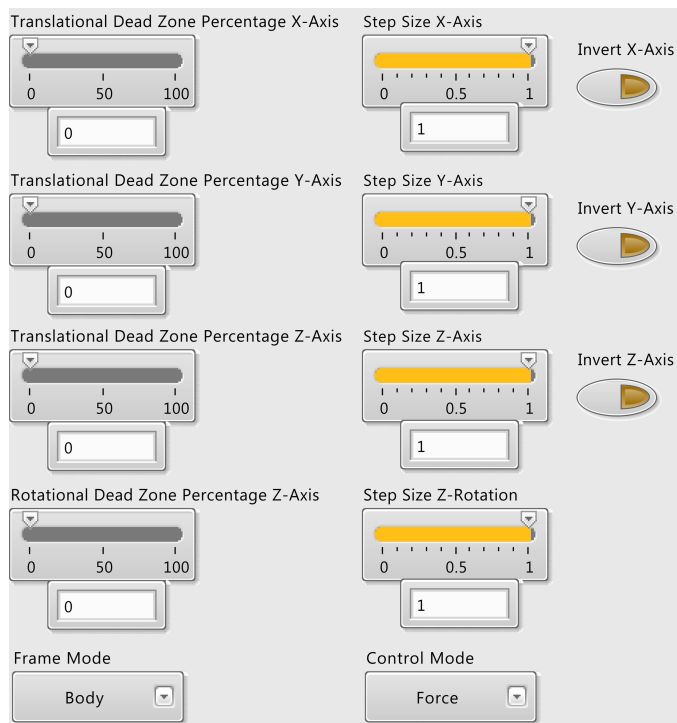 Translational Dead Zone Percentage X-Axis
Step Size X-Axis
Invert X-Axis
0 50 100
0
0 0.5 1
1
Translational Dead Zone Percentage Y-Axis
Step Size Y-Axis
Invert Y-Axis
0 50 100
0
0 0.5 1
1
Translational Dead Zone Percentage Z-Axis
Step Size Z-Axis
Invert Z-Axis
0 50 100
0
0 0.5 1
1
Rotational Dead Zone Percentage Z-Axis
Step Size Z-Rotation
0 50 100
0
0 0.5 1
1
Frame Mode
Body
Control Mode
Force